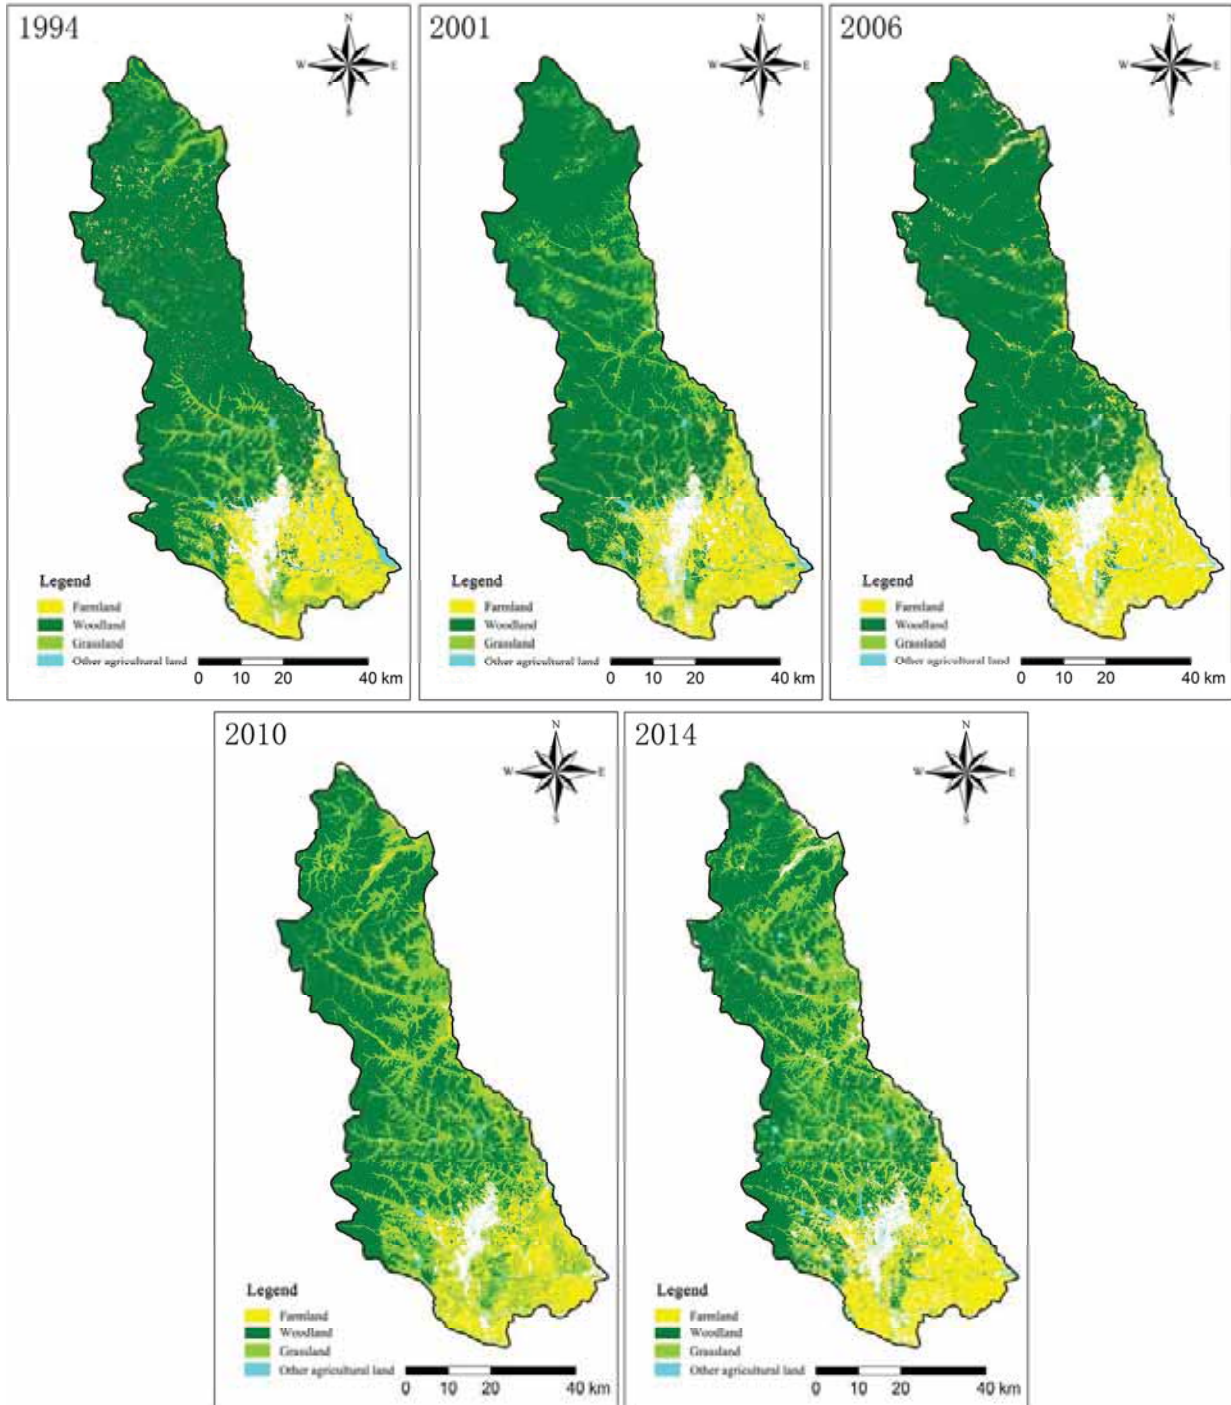 1994
N
W E
S
Legend
Farmland
Woodland
Grassland
Other agricultural land
0 10 20 40 km
2001
N
W E
S
Legend
Farmland
Woodland
Grassland
Other agricultural land
0 10 20 40 km
2006
N
W E
S
Legend
Farmland
Woodland
Grassland
Other agricultural land
0 10 20 40 km
2010
N
W E
S
Legend
Farmland
Woodland
Grassland
Other agricultural land
0 10 20 40 km
2014
N
W E
S
Legend
Farmland
Woodland
Grassland
Other agricultural land
0 10 20 40 km